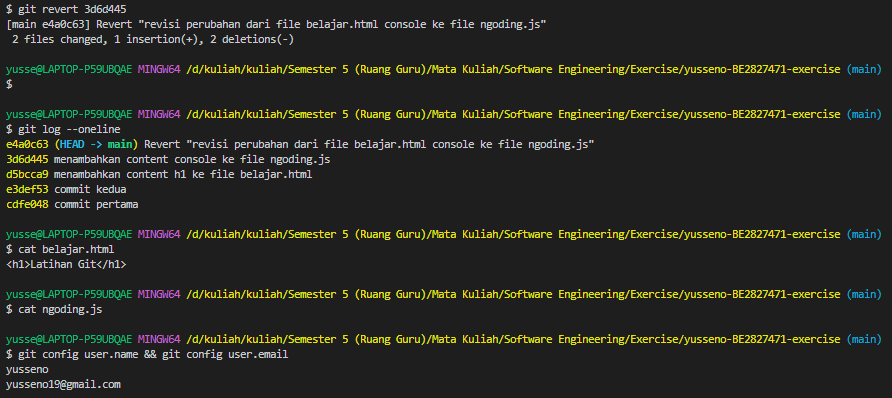 $ git revert 3d6d445
[main e4a0c63] Revert "revisi perubahan dari file belajar.html console ke file ngoding.js"
 2 files changed, 1 insertion(+), 2 deletions(-)
yusse@LAPTOP-P59UBQAE MINGW64 /d/kuliah/kuliah/Semester 5 (Ruang Guru)/Mata Kuliah/Software Engineering/Exercise/yusseno-BE2827471-exercise (main)
$
yusse@LAPTOP-P59UBQAE MINGW64 /d/kuliah/kuliah/Semester 5 (Ruang Guru)/Mata Kuliah/Software Engineering/Exercise/yusseno-BE2827471-exercise (main)
$ git log --oneline
e4a0c63 (HEAD -> main) Revert "revisi perubahan dari file belajar.html console ke file ngoding.js"
3d6d445 menambahkan content console ke file ngoding.js
d5bcca9 menambahkan content h1 ke file belajar.html
e3def53 commit kedua
cdfe048 commit pertama
yusse@LAPTOP-P59UBQAE MINGW64 /d/kuliah/kuliah/Semester 5 (Ruang Guru)/Mata Kuliah/Software Engineering/Exercise/yusseno-BE2827471-exercise (main)
$ cat belajar.html
<h1>Latihan Git</h1>
yusse@LAPTOP-P59UBQAE MINGW64 /d/kuliah/kuliah/Semester 5 (Ruang Guru)/Mata Kuliah/Software Engineering/Exercise/yusseno-BE2827471-exercise (main)
$ cat ngoding.js
yusse@LAPTOP-P59UBQAE MINGW64 /d/kuliah/kuliah/Semester 5 (Ruang Guru)/Mata Kuliah/Software Engineering/Exercise/yusseno-BE2827471-exercise (main)
$ git config user.name && git config user.email
yusseno
yusseno19@gmail.com